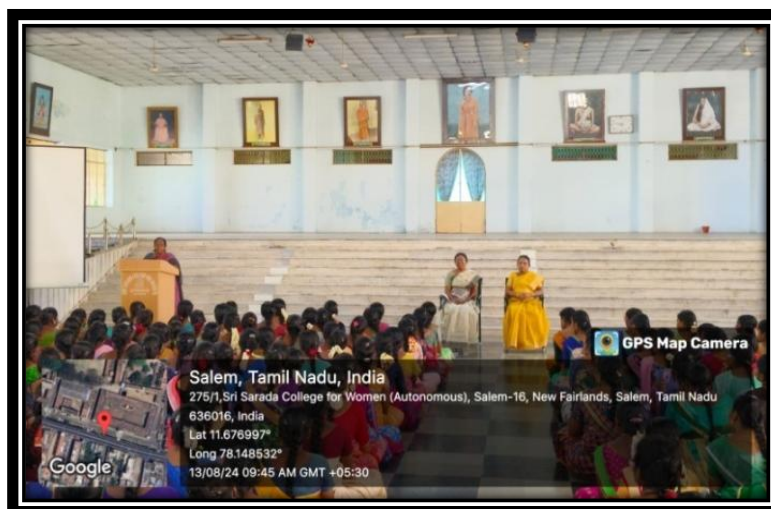 GPS Map Camera
Salem, Tamil Nadu, India
275/1,Sri Sarada College for Women (Autonomous), Salem-16, New Fairlands, Salem, Tamil Nadu
636016, India
Lat 11.676997°
Long 78.148532°
13/08/24 09:45 AM GMT +05:30
Google